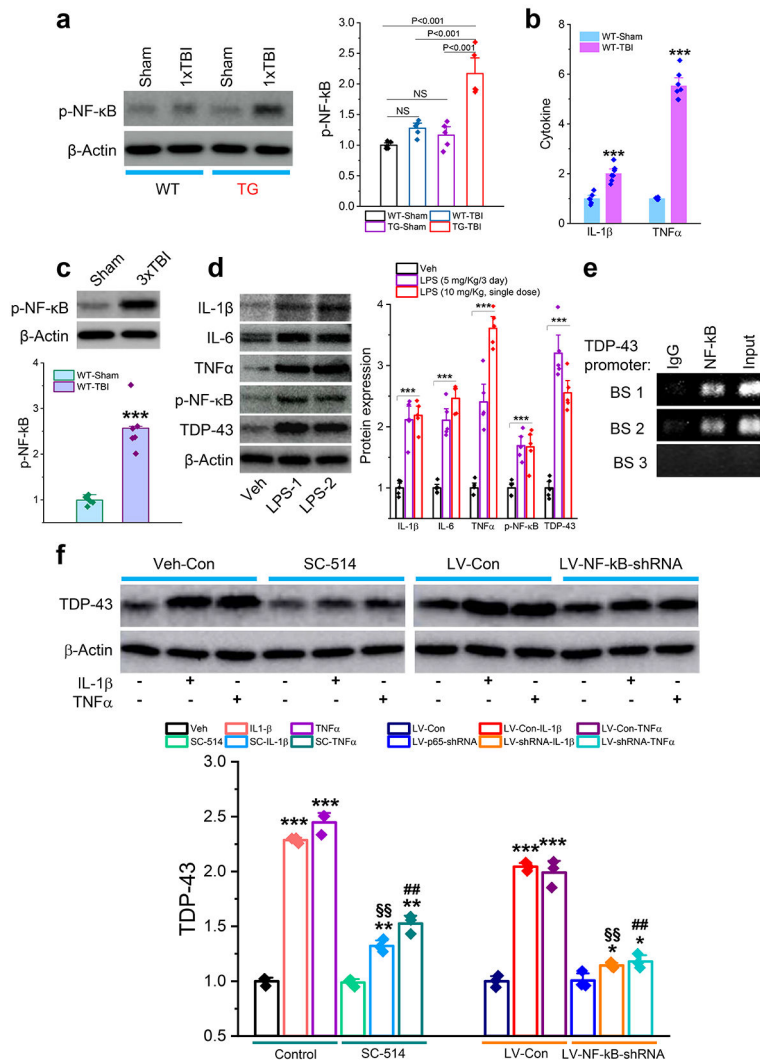 a
Sham
1xTBI
Sham
1xTBI
p-NF-κB
β-Actin
WT
TG
p-NF-kB
3.0
2.5
2.0
1.5
1.0
0.5
0.0
P<0.001
P<0.001
P<0.001
NS
NS
WT-Sham
WT-TBI
TG-Sham
TG-TBI
b
WT-Sham
WT-TBI
Cytokine
8
6
4
2
0
***
***
IL-1β
TNFα
c
Sham
3xTBI
p-NF-κB
β-Actin
WT-Sham
WT-TBI
p-NF-kB
4
3
2
1
***
d
IL-1β
IL-6
TNFα
p-NF-κB
TDP-43
β-Actin
Veh
LPS-1
LPS-2
Veh
LPS (5 mg/Kg/3 day)
LPS (10 mg/Kg, single dose)
Protein expression
4
3
2
1
0
***
***
***
***
***
IL-1β
IL-6
TNFα
p-NF-κB
TDP-43
e
TDP-43
promoter:
IgG
NF-kB
Input
BS 1
BS 2
BS 3
f
Veh-Con
SC-514
LV-Con
LV-NF-kB-shRNA
TDP-43
β-Actin
IL-1β
- + - - + - - + - - + -
TNFα
- - + - - + - - + - - +
Veh
IL1-β
TNFα
SC-514
SC-IL-1β
SC-TNFα
LV-Con
LV-Con-IL-1β
LV-Con-TNFα
LV-p65-shRNA
LV-shRNA-IL-1β
LV-shRNA-TNFα
TDP-43
3.0
2.5
2.0
1.5
1.0
0.5
***
***
§§
**
##
**
***
***
§§
*
##
*
Control
SC-514
LV-Con
LV-NF-kB-shRNA